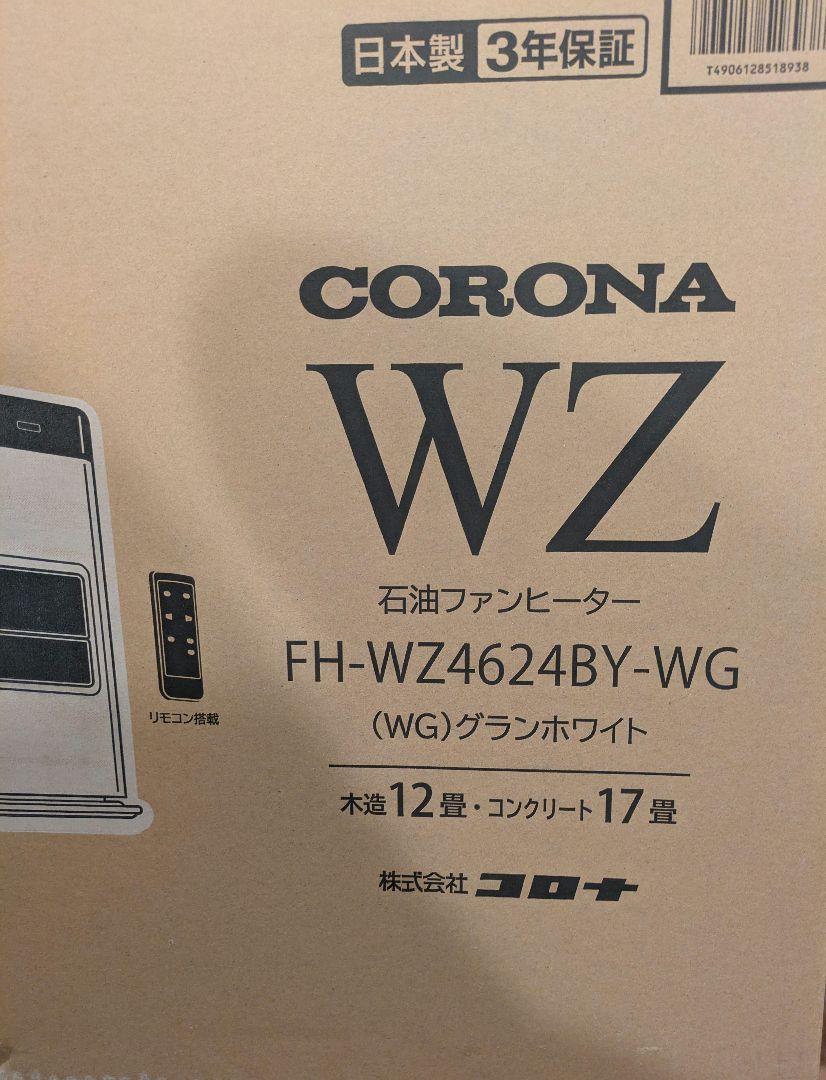 日本製 3年保証
T4906128518938
CORONA
WZ
石油ファンヒーター
FH-WZ4624BY-WG
(WG)グランホワイト
リモコン搭載
木造12畳・コンクリート17畳
株式会社 コロナ